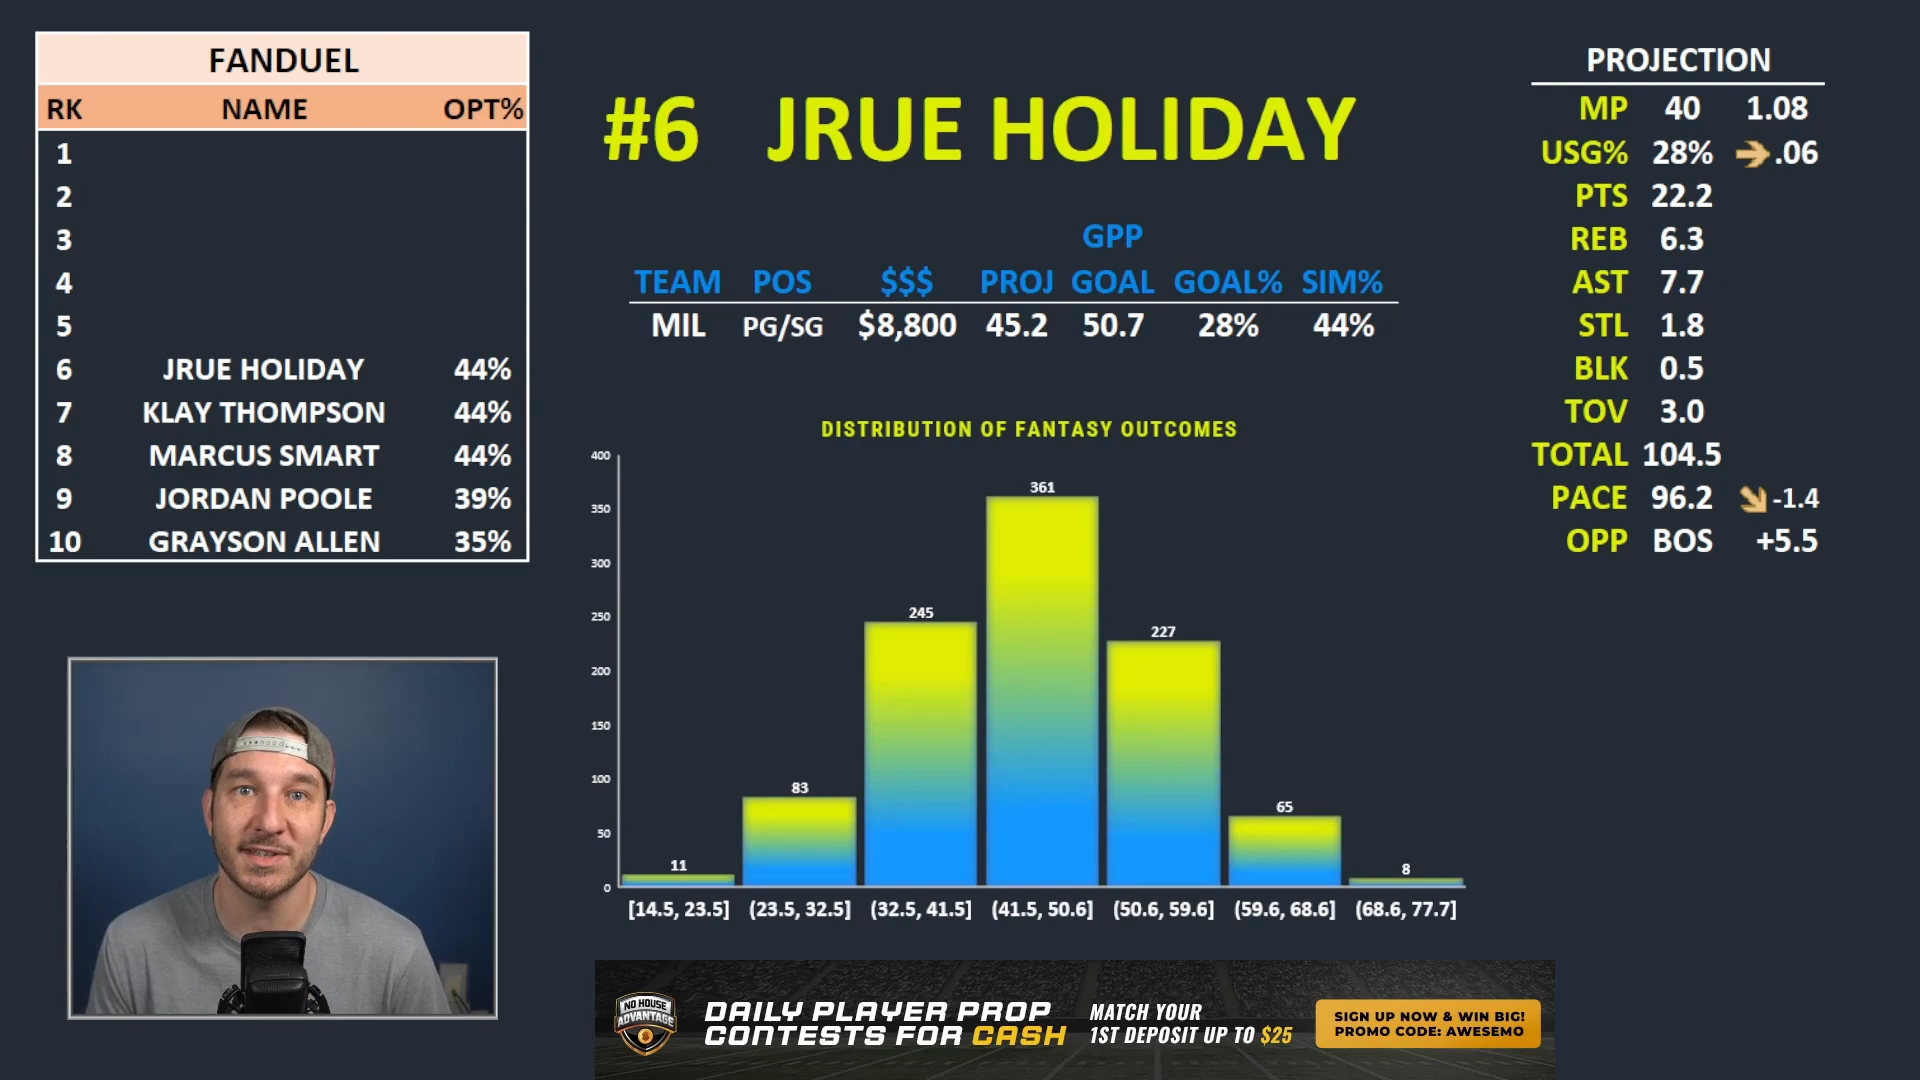 FANDUEL
RK NAME OPT%
1
2
3
4
5
6 JRUE HOLIDAY 44%
7 KLAY THOMPSON 44%
8 MARCUS SMART 44%
9 JORDAN POOLE 39%
10 GRAYSON ALLEN 35%
#6 JRUE HOLIDAY
GPP
TEAM POS $$$ PROJ GOAL GOAL% SIM%
MIL PG/SG $8,800 45.2 50.7 28% 44%
PROJECTION
MP 40 1.08
USG% 28% .06
PTS 22.2
REB 6.3
AST 7.7
STL 1.8
BLK 0.5
TOV 3.0
TOTAL 104.5
PACE 96.2 -1.4
OPP BOS +5.5
DISTRIBUTION OF FANTASY OUTCOMES
400
350
300
250
200
150
100
50
0
11 83 245 361 227 65 8
[14.5, 23.5] (23.5, 32.5] (32.5, 41.5] (41.5, 50.6] (50.6, 59.6] (59.6, 68.6] (68.6, 77.7]
NO HOUSE
ADVANTAGE
DAILY PLAYER PROP
CONTESTS FOR CASH
MATCH YOUR
1ST DEPOSIT UP TO $25
SIGN UP NOW & WIN BIG!
PROMO CODE: AWESEMO